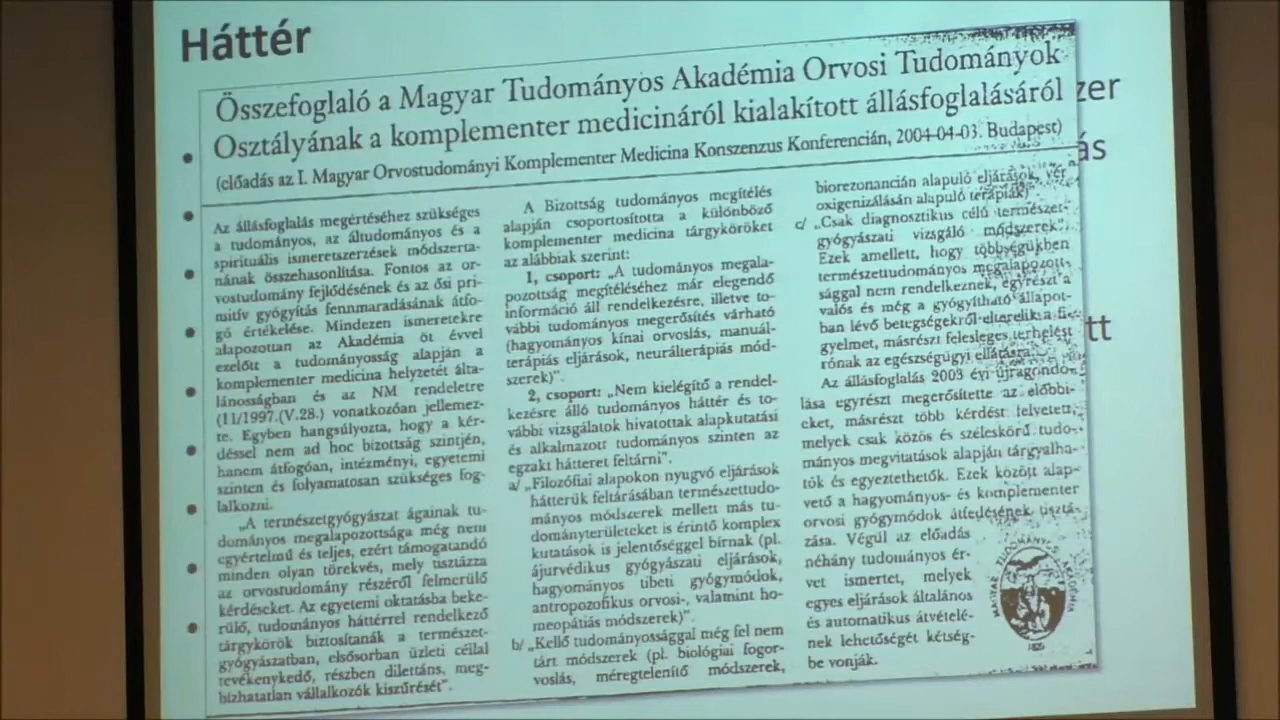 Háttér
Összefoglaló a Magyar Tudományos Akadémia Orvosi Tudományok
Osztályának a komplementer medicináról kialakított állásfoglalásáról
(előadás az I. Magyar Orvostudományi Komplementer Medicina Konszenzus Konferencián, 2004-04-03. Budapest)
zer
ás
tt
Az állásfoglalás megértéséhez szükséges
a tudományos, az áltudományos és a
spirituális ismeretszerzések módszerta-
nának összehasonlítása. Fontos az or-
vostudomány fejlődésének és az ősi pri-
mitív gyógyítás fennmaradásának átfo-
gó értékelése. Mindezen ismeretekre
alapozottan az Akadémia öt évvel
ezelőtt a tudományosság alapján a
komplementer medicina helyzetét álta-
lánosságban és az NM rendeletre
(11/1997.(V.28.) vonatkozóan jellemez-
te. Egyben hangsúlyozta, hogy a kér-
déssel nem ad hoc bizottság szintjén,
hanem átfogóan, intézményi, egyetemi
szinten és folyamatosan szükséges fog-
lalkozni.
„A természetgyógyászat ágainak tu-
dományos megalapozottsága még nem
egyértelmű és teljes, ezért támogatandó
minden olyan törekvés, mely tisztázza
az orvostudomány részéről felmerülő
kérdéseket. Az egyetemi oktatásba beke-
rülő, tudományos háttérrel rendelkező
tárgykörök biztosítanák a természet-
gyógyászatban, elsősorban üzleti céllal
tevékenykedő, részben dilettáns, meg-
bízhatatlan vállalkozók kiszűrését".
A Bizottság tudományos megítélés
alapján csoportosította a különböző
komplementer medicina tárgyköröket
az alábbiak szerint:
1, csoport: „A tudományos megala-
pozottság megítéléséhez már elegendő
információ áll rendelkezésre, illetve to-
vábbi tudományos megerősítés várható
(hagyományos kínai orvoslás, manuál-
terápiás eljárások, neurálterápiás mód-
szerek)".
2, csoport: „Nem kielégítő a rendel-
kezésre álló tudományos háttér és to-
vábbi vizsgálatok hivatottak alapkutatási
és alkalmazott tudományos szinten az
egzakt hátteret feltárni".
a/ „Filozófiai alapokon nyugvó eljárások
hátterük feltárásában természettudo-
mányos módszerek mellett más tu-
dományterületeket is érintő komplex
kutatások is jelentőséggel bírnak (pl.
ájurvédikus gyógyászati eljárások,
hagyományos tibeti gyógymódok,
antropozofikus orvosi-, valamint ho-
meopátiás módszerek)".
b/ „Kellő tudományossággal még fel nem
tárt módszerek (pl. biológiai fogor-
voslás, méregtelenítő módszerek,
biorezonancián alapuló eljárások, vér
oxigenizálásán alapuló terápiák)"
c/ „Csak diagnosztikus célú természet-
gyógyászati vizsgáló módszerek".
Ezek amellett, hogy többségükben
természettudományos megalapozott-
sággal nem rendelkeznek, egyrészt a
valós és még a gyógyítható állapot-
ban lévő betegségekről elterelik a fi-
gyelmet, másrészt felesleges terhelést
rónak az egészségügyi ellátásra.
Az állásfoglalás 2003 évi újragondo-
lása egyrészt megerősítette az előbbi-
eket, másrészt több kérdést felvetett,
melyek csak közös és széleskörű tudo-
mányos megvitatások alapján tárgyalha-
tók és egyeztethetők. Ezek között alap-
vető a hagyományos- és komplementer
orvosi gyógymódok átfedésének tisztá-
zása. Végül az előadás
néhány tudományos ér-
vet ismertet, melyek
egyes eljárások általános
és automatikus átvételé-
nek lehetőségét kétség-
be vonják.
MAGYAR TUDOMÁNYOS AKADÉMIA
1825